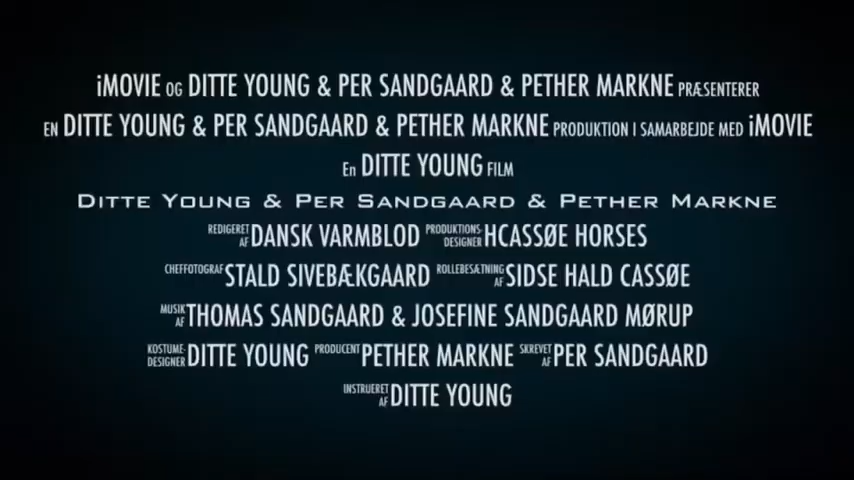 iMOVIE OG DITTE YOUNG & PER SANDGAARD & PETHER MARKNE PRÆSENTERER
EN DITTE YOUNG & PER SANDGAARD & PETHER MARKNE PRODUKTION I SAMARBEJDE MED iMOVIE
En DITTE YOUNG FILM
DITTE YOUNG & PER SANDGAARD & PETHER MARKNE
REDIGERET AF DANSK VARMBLOD PRODUKTIONS-DESIGNER HCASSØE HORSES
CHEFFOTOGRAF STALD SIVEBÆKGAARD ROLLEBESÆTNING AF SIDSE HALD CASSØE
MUSIK AF THOMAS SANDGAARD & JOSEFINE SANDGAARD MØRUP
KOSTUME-DESIGNER DITTE YOUNG PRODUCENT PETHER MARKNE SKREVET AF PER SANDGAARD
INSTRUERET AF DITTE YOUNG